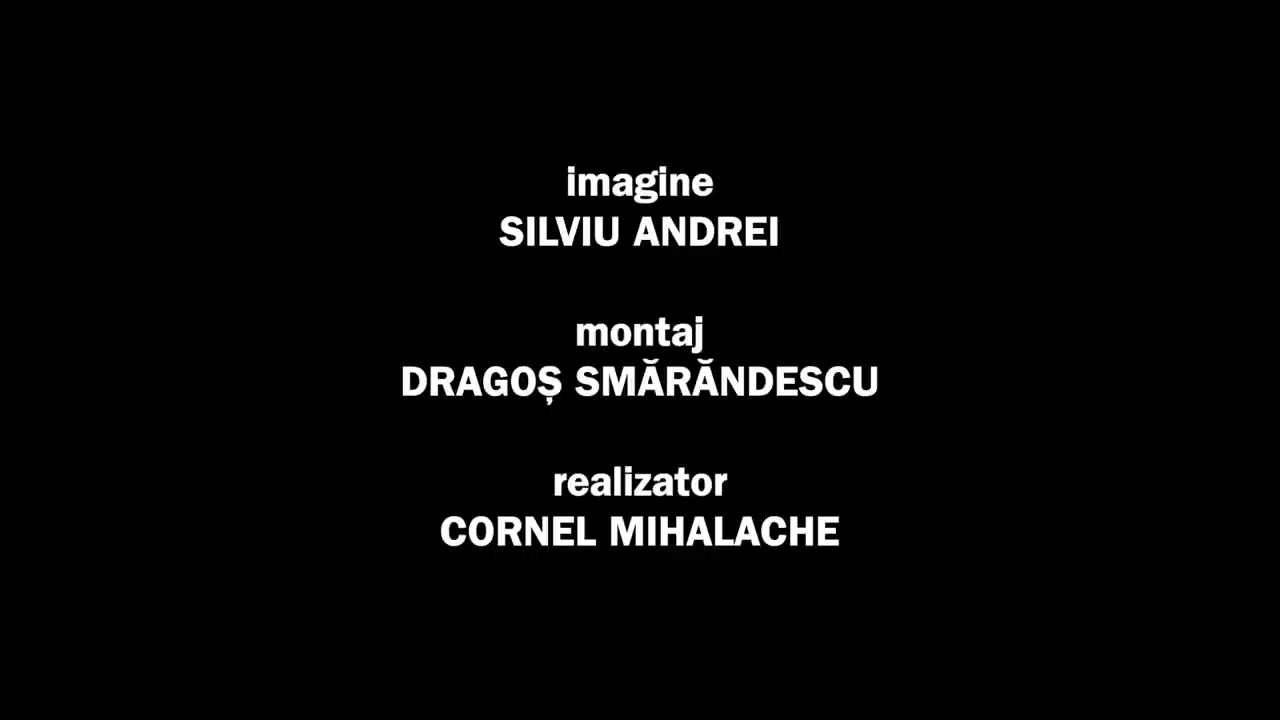 imagine
SILVIU ANDREI
montaj
DRAGOȘ SMĂRĂNDESCU
realizator
CORNEL MIHALACHE